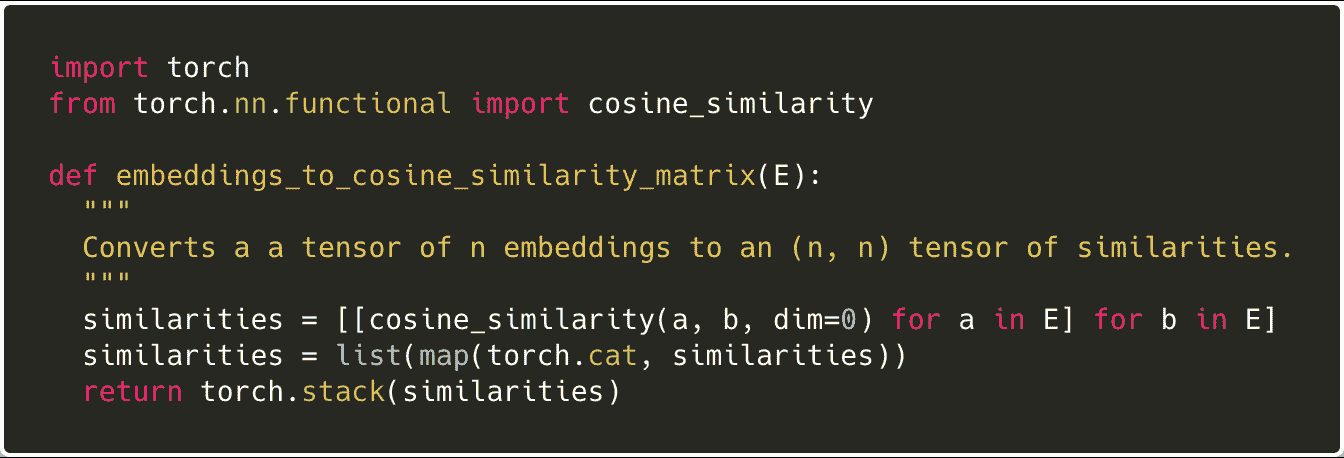 import torch
from torch.nn.functional import cosine_similarity
def embeddings_to_cosine_similarity_matrix(E):
"""
Converts a a tensor of n embeddings to an (n, n) tensor of similarities.
"""
similarities = [[cosine_similarity(a, b, dim=0) for a in E] for b in E]
similarities = list(map(torch.cat, similarities))
return torch.stack(similarities)